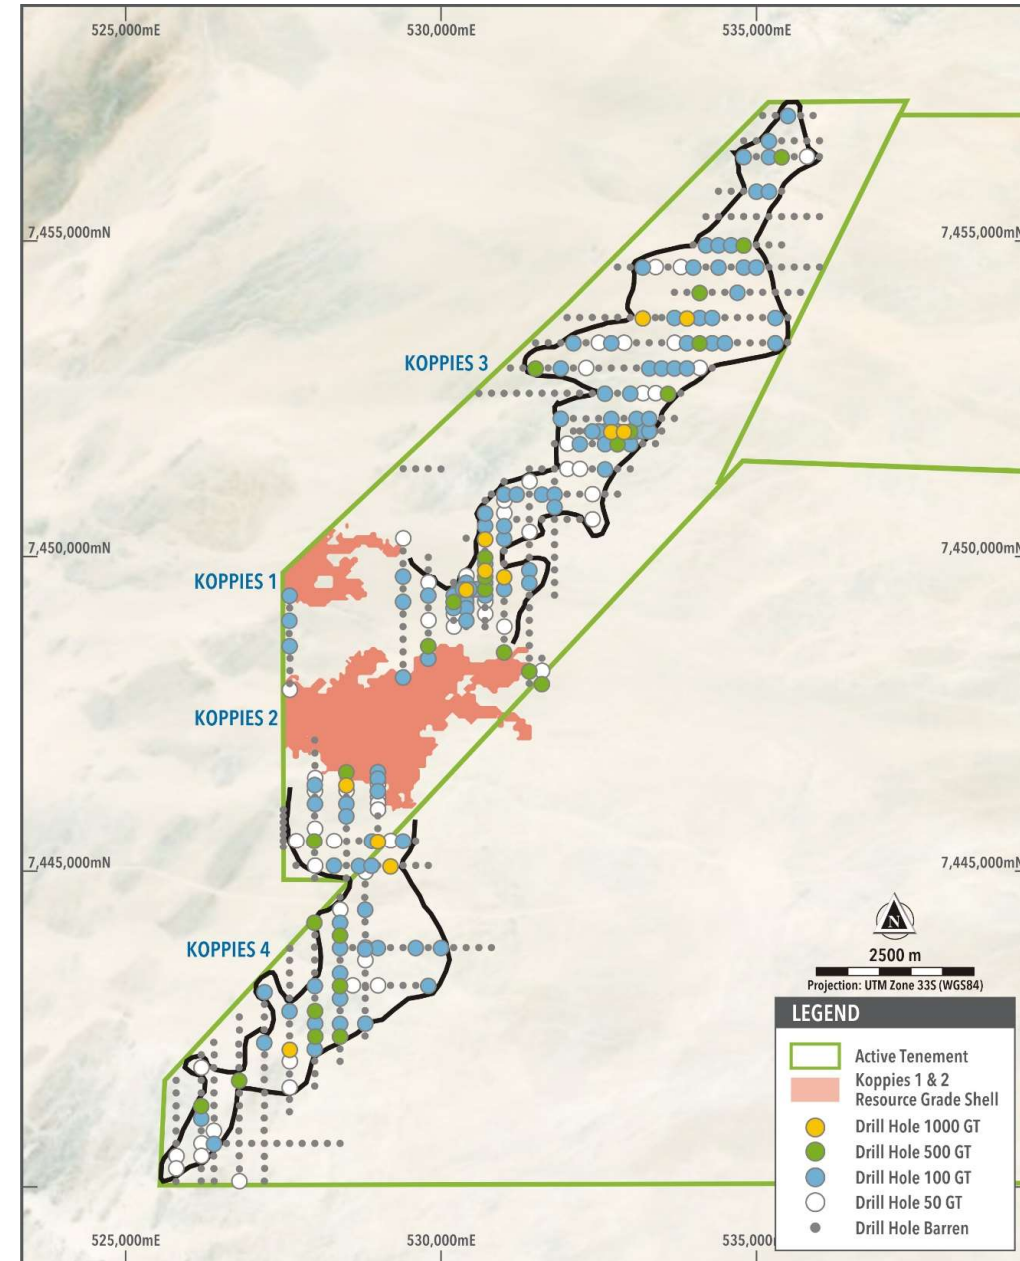 525,000mE
530,000mE
535,000mE
7,455,000mN
7,455,000mN
KOPPIES 3
7,450,000mN
7,450,000mN
KOPPIES 1
KOPPIES 2
7,445,000mN
7,445,000mN
KOPPIES 4
N
2500 m
Projection: UTM Zone 33S (WGS84)
LEGEND
Active Tenement
Koppies 1 & 2
Resource Grade Shell
Drill Hole 1000 GT
Drill Hole 500 GT
Drill Hole 100 GT
Drill Hole 50 GT
Drill Hole Barren
525,000mE
530,000mE
535,000